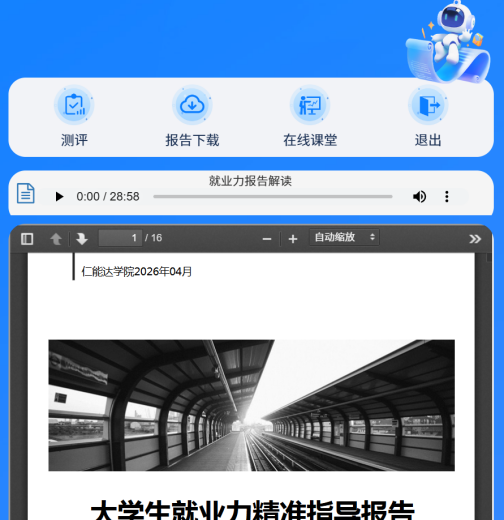 测评 报告下载 在线课堂 退出
就业力报告解读
0:00 / 28:58
1 / 16 自动缩放
仁能达学院2026年04月
大学生就业力精准指导报告